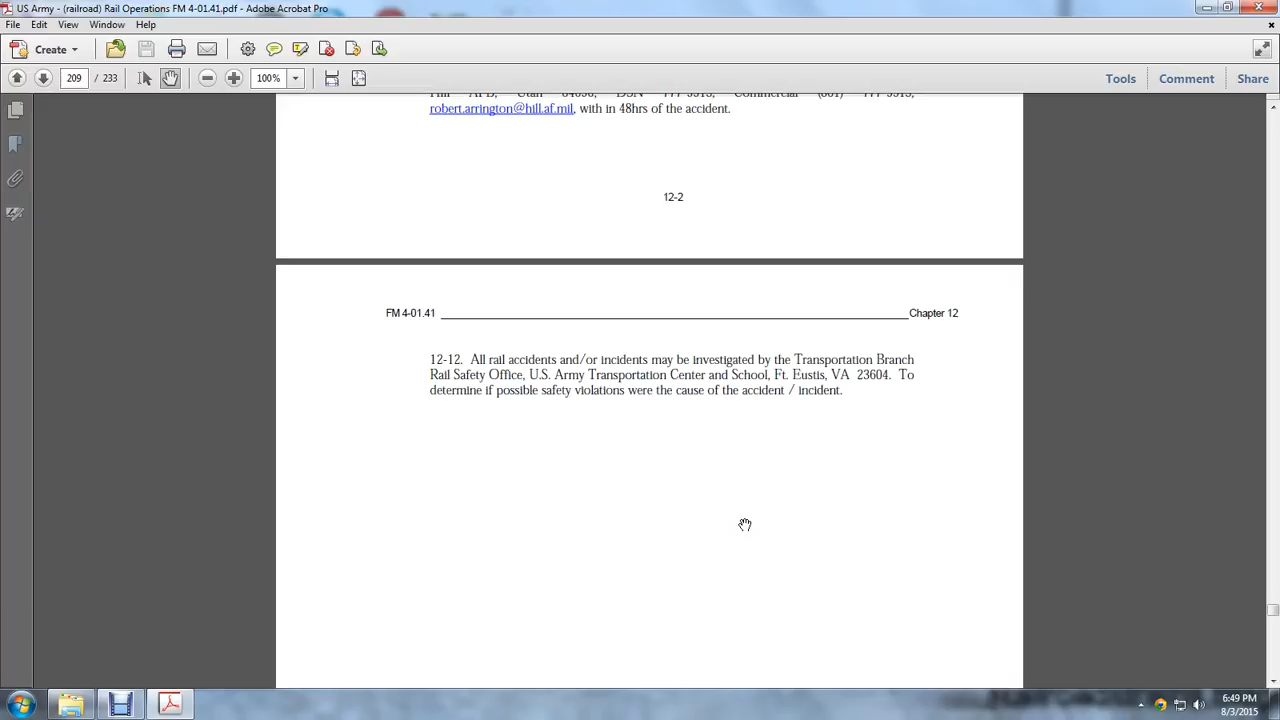 US Army - (railroad) Rail Operations FM 4-01.41.pdf - Adobe Acrobat Pro
File Edit View Window Help
Create
209 / 233 100% Tools Comment Share
robert.arrington@hill.af.mil, with in 48hrs of the accident.
12-2
FM 4-01.41 Chapter 12
12-12. All rail accidents and/or incidents may be investigated by the Transportation Branch
Rail Safety Office, U.S. Army Transportation Center and School, Ft. Eustis, VA 23604. To
determine if possible safety violations were the cause of the accident / incident.
6:49 PM
8/3/2015